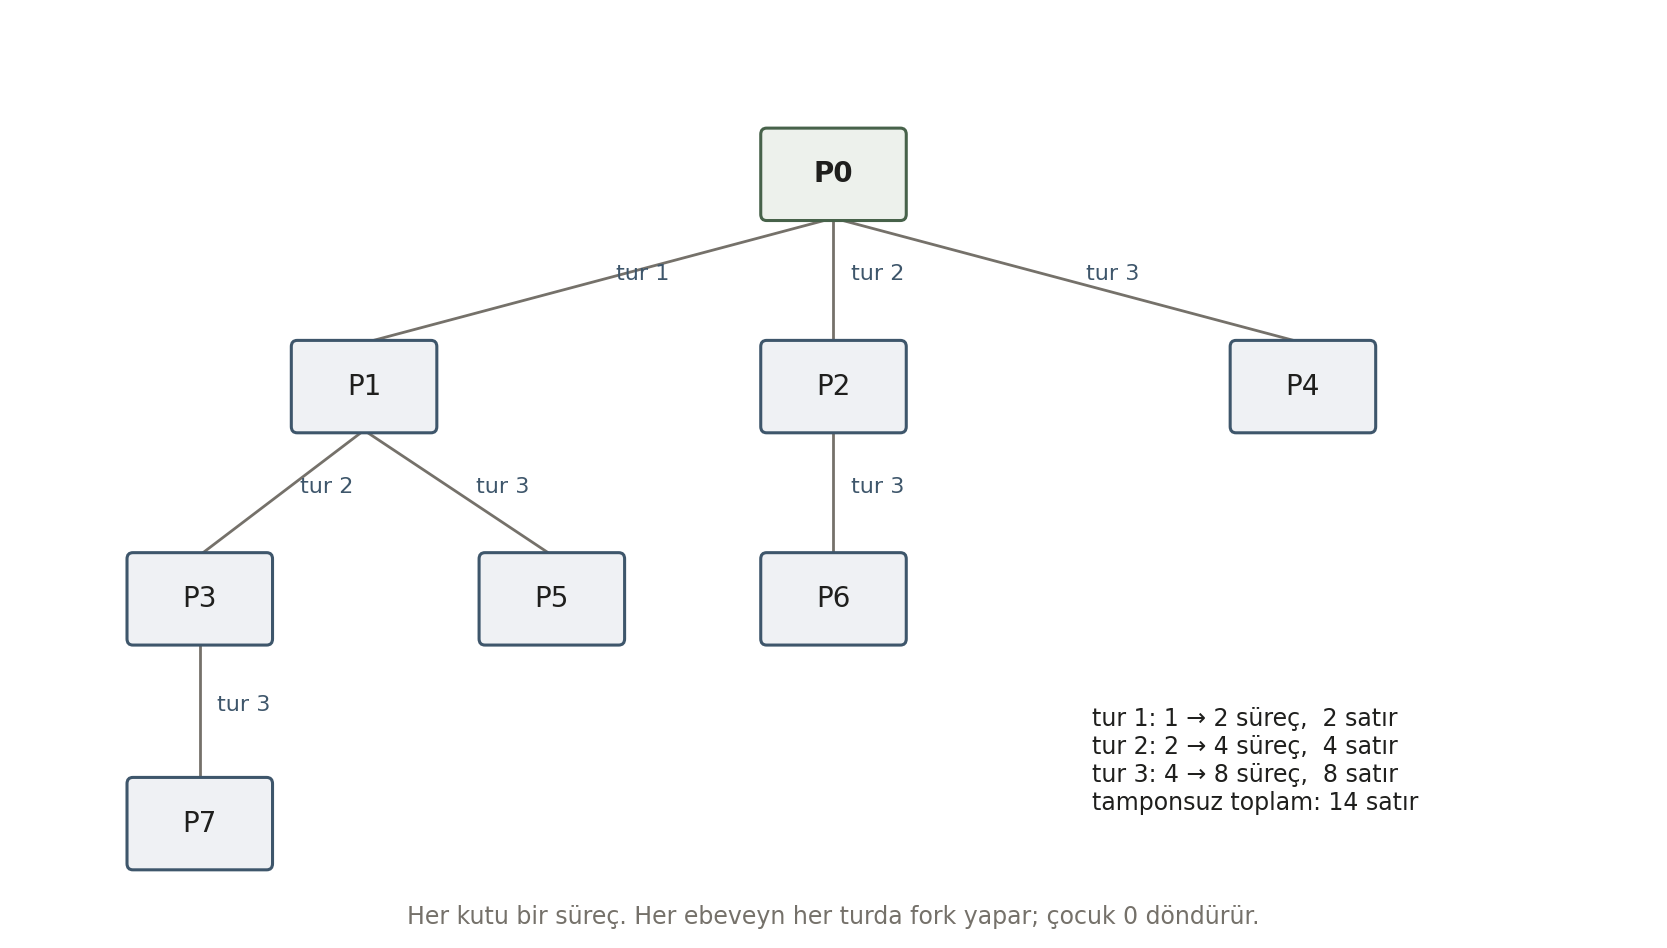 P0
tur 1
tur 2
tur 3
P1
P2
P4
tur 2
tur 3
tur 3
P3
P5
P6
tur 3
P7
tur 1: 1 → 2 süreç,  2 satır
tur 2: 2 → 4 süreç,  4 satır
tur 3: 4 → 8 süreç,  8 satır
tamponsuz toplam: 14 satır
Her kutu bir süreç. Her ebeveyn her turda fork yapar; çocuk 0 döndürür.